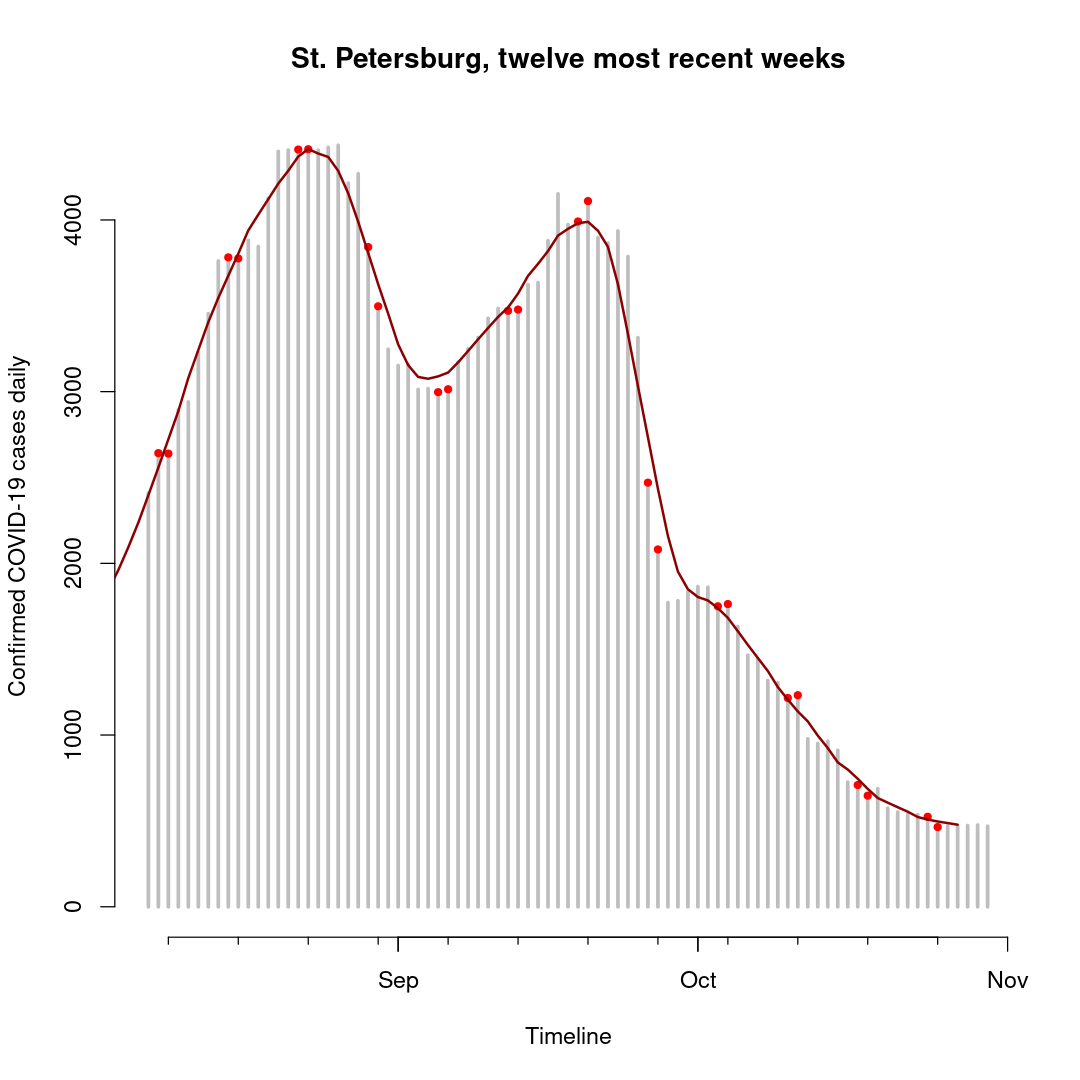 St. Petersburg, twelve most recent weeks
Confirmed COVID-19 cases daily
4000
3000
2000
1000
0
Sep Oct Nov
Timeline